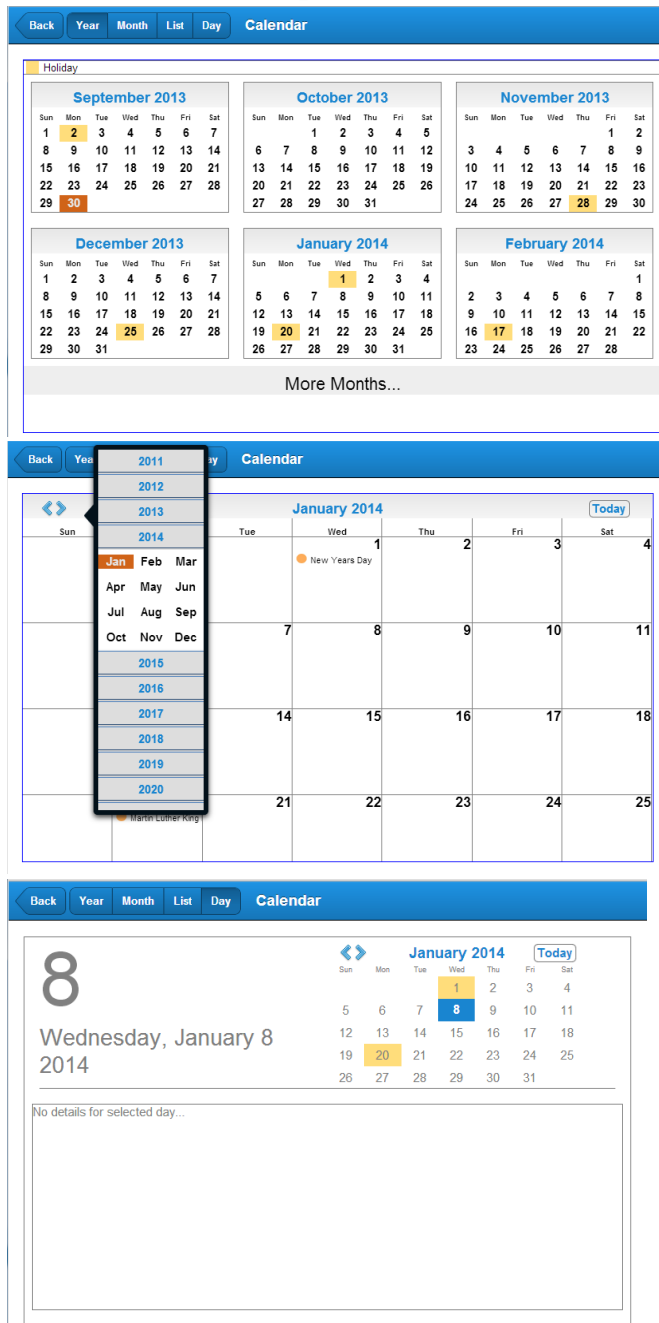 Back Year Month List Day Calendar
Holiday
September 2013 October 2013 November 2013
Sun Mon Tue Wed Thu Fri Sat Sun Mon Tue Wed Thu Fri Sat Sun Mon Tue Wed Thu Fri Sat
1 2 3 4 5 6 7 1 2 3 4 5 1 2
8 9 10 11 12 13 14 6 7 8 9 10 11 12 3 4 5 6 7 8 9
15 16 17 18 19 20 21 13 14 15 16 17 18 19 10 11 12 13 14 15 16
22 23 24 25 26 27 28 20 21 22 23 24 25 26 17 18 19 20 21 22 23
29 30 27 28 29 30 31 24 25 26 27 28 29 30
December 2013 January 2014 February 2014
Sun Mon Tue Wed Thu Fri Sat Sun Mon Tue Wed Thu Fri Sat Sun Mon Tue Wed Thu Fri Sat
1 2 3 4 5 6 7 1 2 3 4 1
8 9 10 11 12 13 14 5 6 7 8 9 10 11 2 3 4 5 6 7 8
15 16 17 18 19 20 21 12 13 14 15 16 17 18 9 10 11 12 13 14 15
22 23 24 25 26 27 28 19 20 21 22 23 24 25 16 17 18 19 20 21 22
29 30 31 26 27 28 29 30 31 23 24 25 26 27 28
More Months...
Back Yea ay Calendar
January 2014 Today
Sun Tue Wed Thu Fri Sat
1 2 3 4
New Years Day
7 8 9 10 11
14 15 16 17 18
21 22 23 24 25
Martin Luther King
2011
2012
2013
2014
Jan Feb Mar
Apr May Jun
Jul Aug Sep
Oct Nov Dec
2015
2016
2017
2018
2019
2020
Back Year Month List Day Calendar
8
Wednesday, January 8
2014
January 2014 Today
Sun Mon Tue Wed Thu Fri Sat
1 2 3 4
5 6 7 8 9 10 11
12 13 14 15 16 17 18
19 20 21 22 23 24 25
26 27 28 29 30 31
No details for selected day...